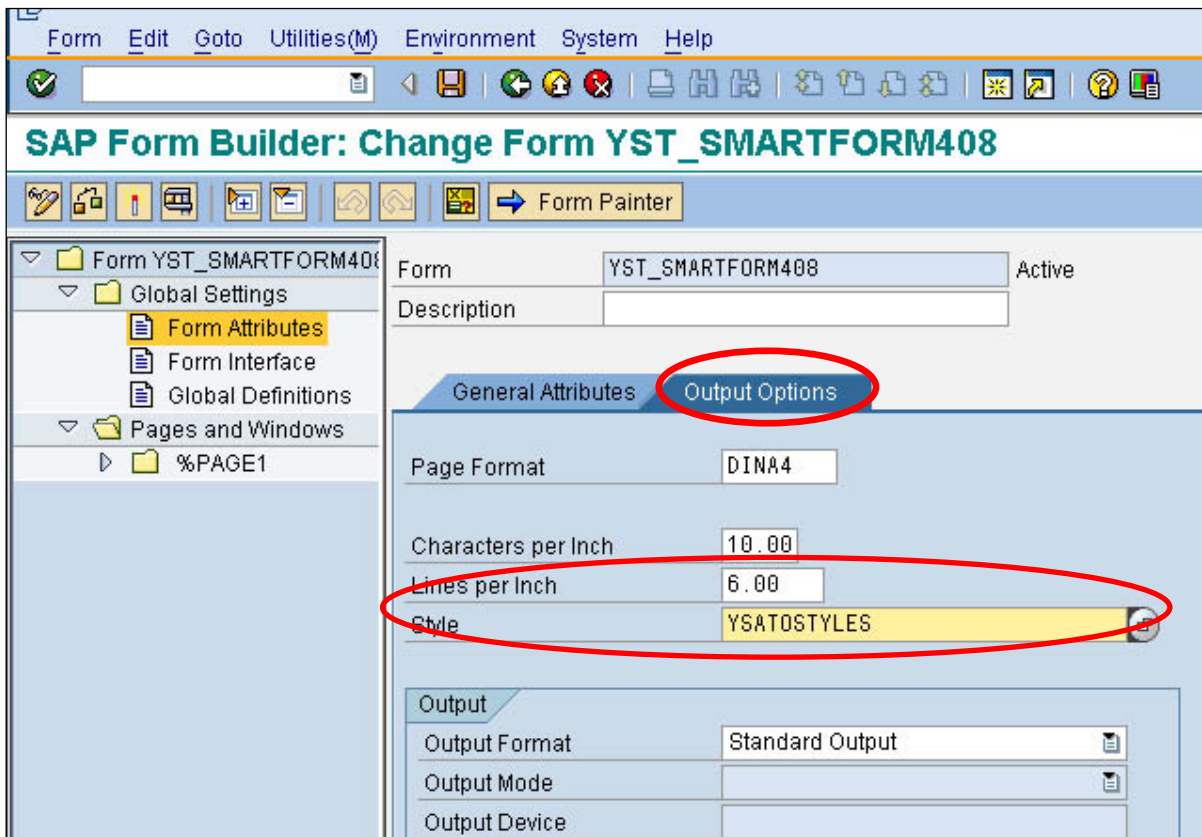 Form Edit Goto Utilities(M) Environment System Help
SAP Form Builder: Change Form YST_SMARTFORM408
Form Painter
Form YST_SMARTFORM408
Global Settings
Form Attributes
Form Interface
Global Definitions
Pages and Windows
%PAGE1
Form YST_SMARTFORM408 Active
Description
General Attributes Output Options
Page Format DINA4
Characters per Inch 10.00
Lines per Inch 6.00
Style YSATOSTYLES
Output
Output Format Standard Output
Output Mode
Output Device